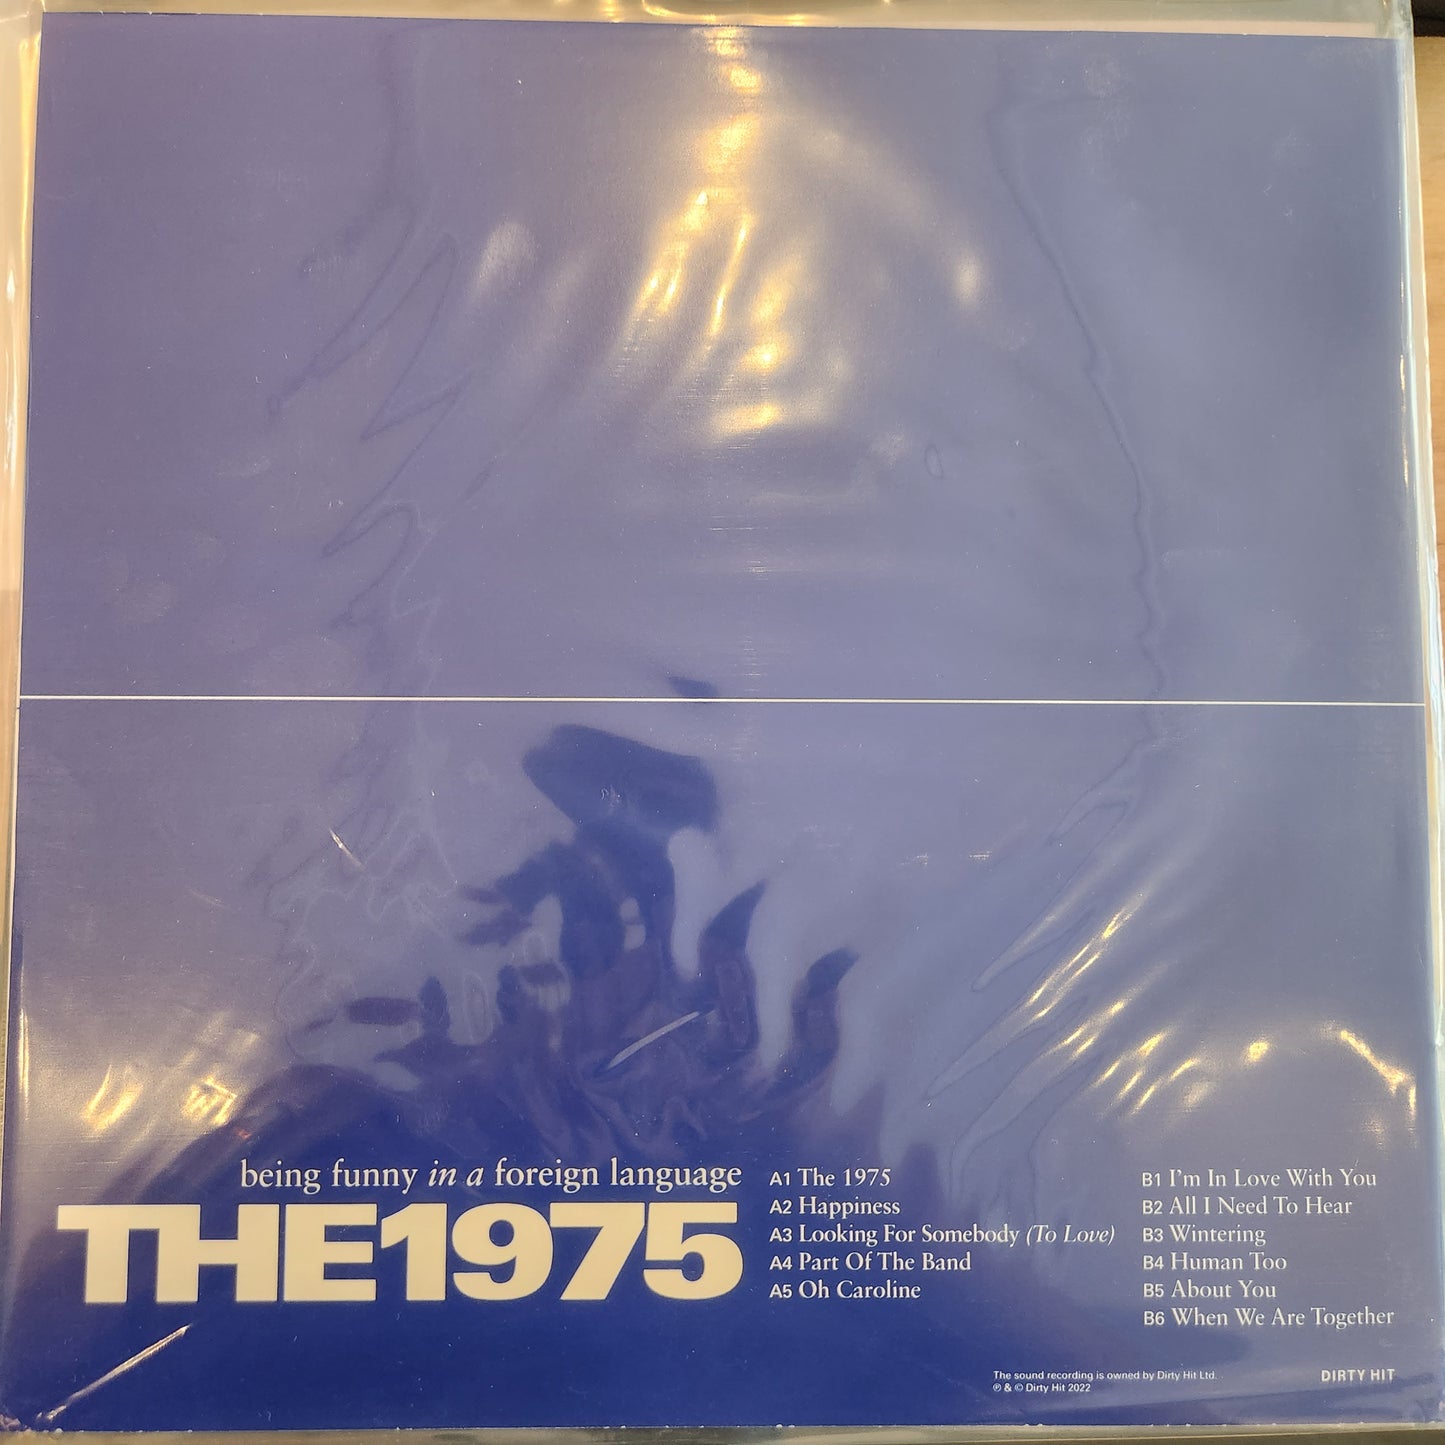 being funny in a foreign language
THE1975
A1 The 1975
A2 Happiness
A3 Looking For Somebody (To Love)
A4 Part Of The Band
A5 Oh Caroline
B1 I'm In Love With You
B2 All I Need To Hear
B3 Wintering
B4 Human Too
B5 About You
B6 When We Are Together
The sound recording is owned by Dirty Hit Ltd.
℗ & © Dirty Hit 2022
DIRTY HIT